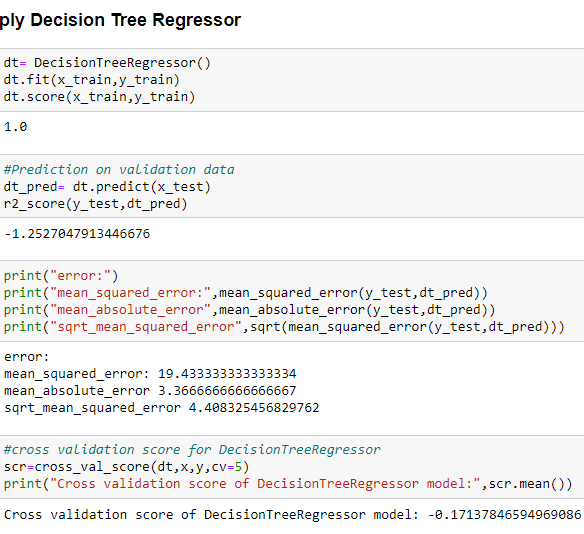 ply Decision Tree Regressor
dt= DecisionTreeRegressor()
dt.fit(x_train,y_train)
dt.score(x_train,y_train)
1.0
#Prediction on validation data
dt_pred= dt.predict(x_test)
r2_score(y_test,dt_pred)
-1.2527047913446676
print("error:")
print("mean_squared_error:",mean_squared_error(y_test,dt_pred))
print("mean_absolute_error",mean_absolute_error(y_test,dt_pred))
print("sqrt_mean_squared_error",sqrt(mean_squared_error(y_test,dt_pred)))
error:
mean_squared_error: 19.433333333333334
mean_absolute_error 3.3666666666666667
sqrt_mean_squared_error 4.408325456829762
#cross validation score for DecisionTreeRegressor
scr=cross_val_score(dt,x,y,cv=5)
print("Cross validation score of DecisionTreeRegressor model:",scr.mean())
Cross validation score of DecisionTreeRegressor model: -0.17137846594969086